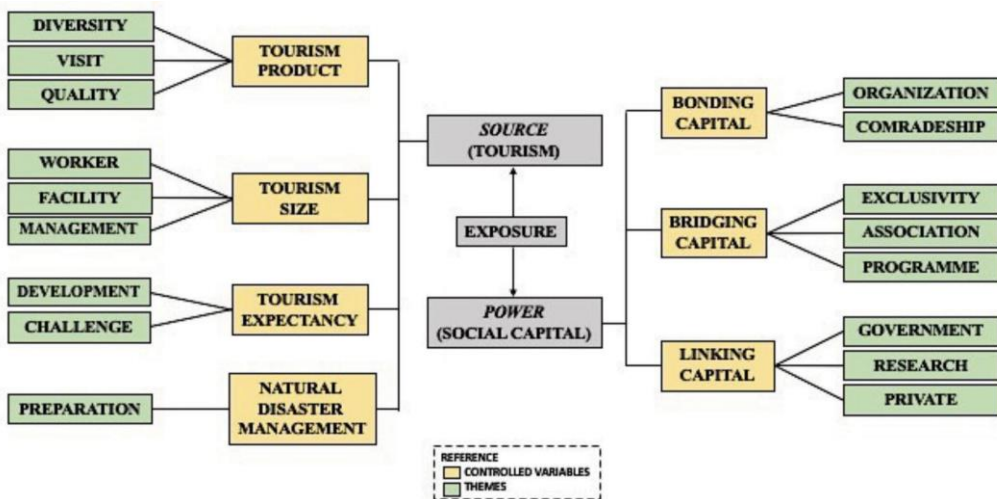 DIVERSITY
VISIT
QUALITY
TOURISM
PRODUCT
WORKER
FACILITY
MANAGEMENT
TOURISM
SIZE
DEVELOPMENT
CHALLENGE
TOURISM
EXPECTANCY
PREPARATION
NATURAL
DISASTER
MANAGEMENT
SOURCE
(TOURISM)
EXPOSURE
POWER
(SOCIAL CAPITAL)
BONDING
CAPITAL
ORGANIZATION
COMRADESHIP
BRIDGING
CAPITAL
EXCLUSIVITY
ASSOCIATION
PROGRAMME
LINKING
CAPITAL
GOVERNMENT
RESEARCH
PRIVATE
REFERENCE
CONTROLLED VARIABLES
THEMES